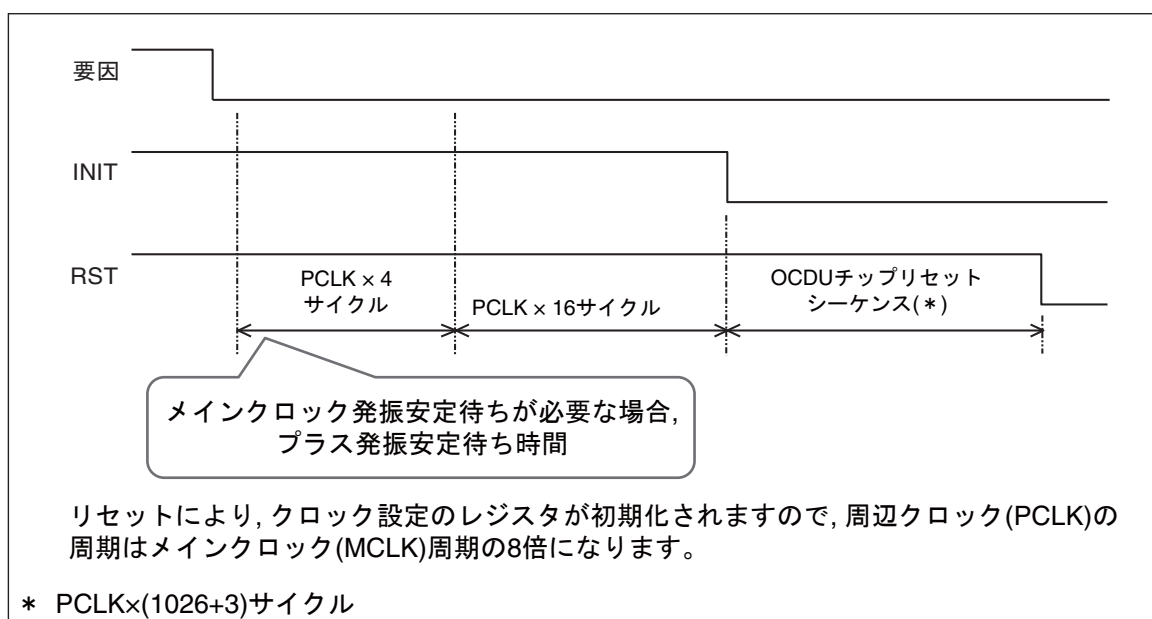 要因
INIT
RST
PCLK × 4
サイクル
PCLK × 16サイクル
OCDUチップリセット
シーケンス(*)
メインクロック発振安定待ちが必要な場合,
プラス発振安定待ち時間
リセットにより, クロック設定のレジスタが初期化されますので, 周辺クロック(PCLK)の
周期はメインクロック(MCLK)周期の8倍になります。
* PCLK×(1026+3)サイクル